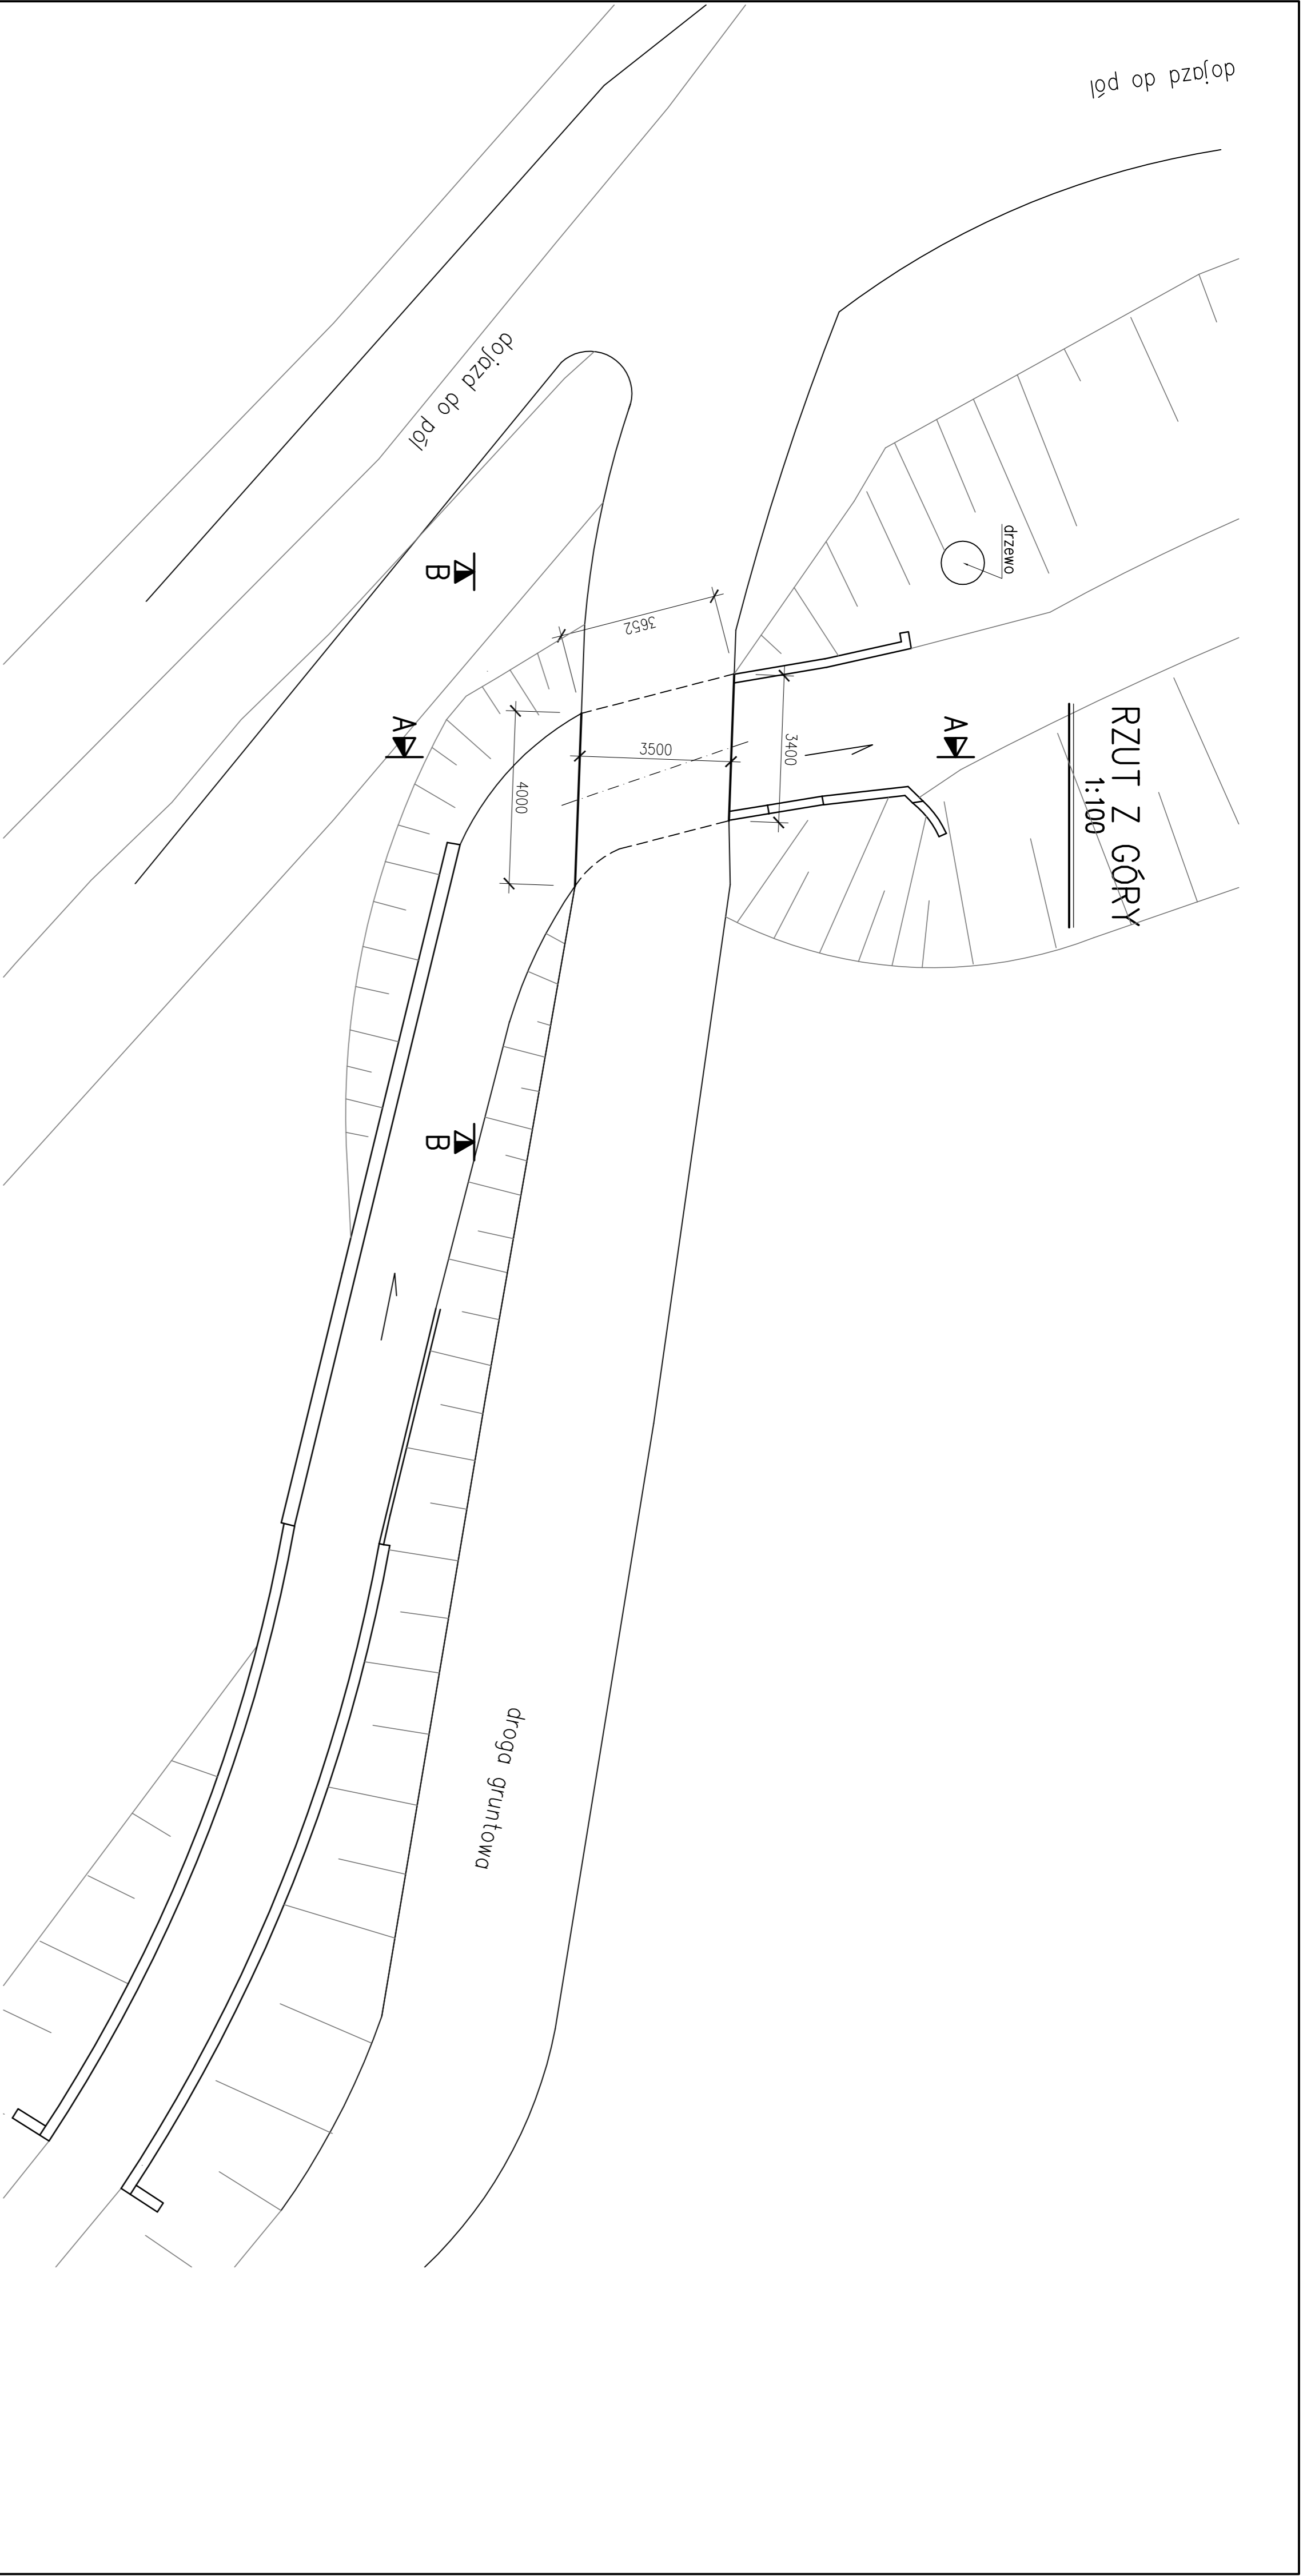 RZUT Z GÓRY
1:100
dojazd do pól
drzewo
dojazd do pól
A
A
B
B
3652
3400
3500
4000
droga gruntowa